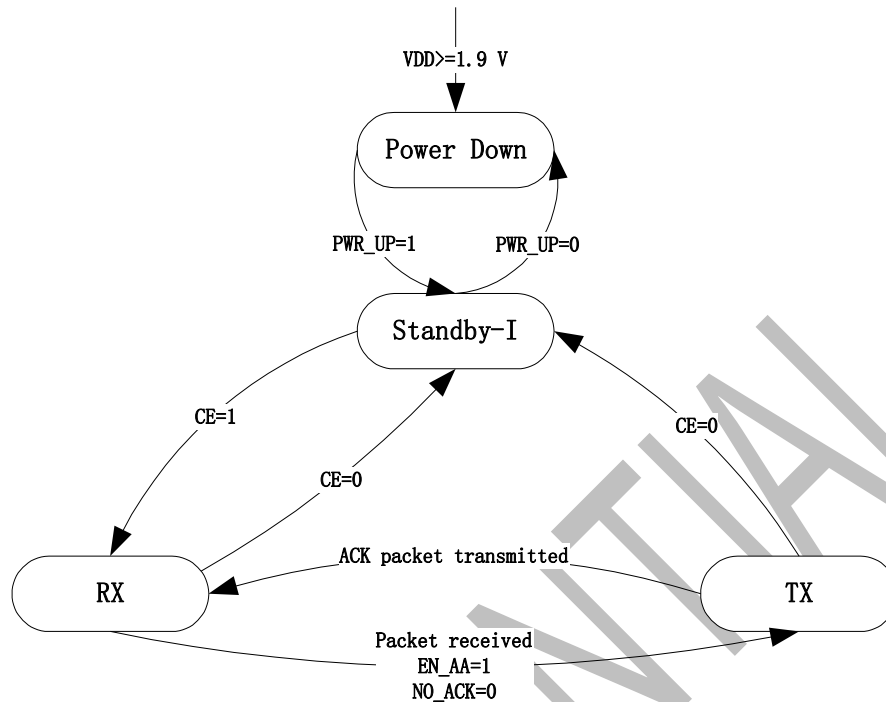 VDD>=1.9 V
Power Down
PWR_UP=1
PWR_UP=0
Standby-I
CE=1
CE=0
CE=0
ACK packet transmitted
RX
TX
Packet received
EN_AA=1
NO_ACK=0
NTIAL